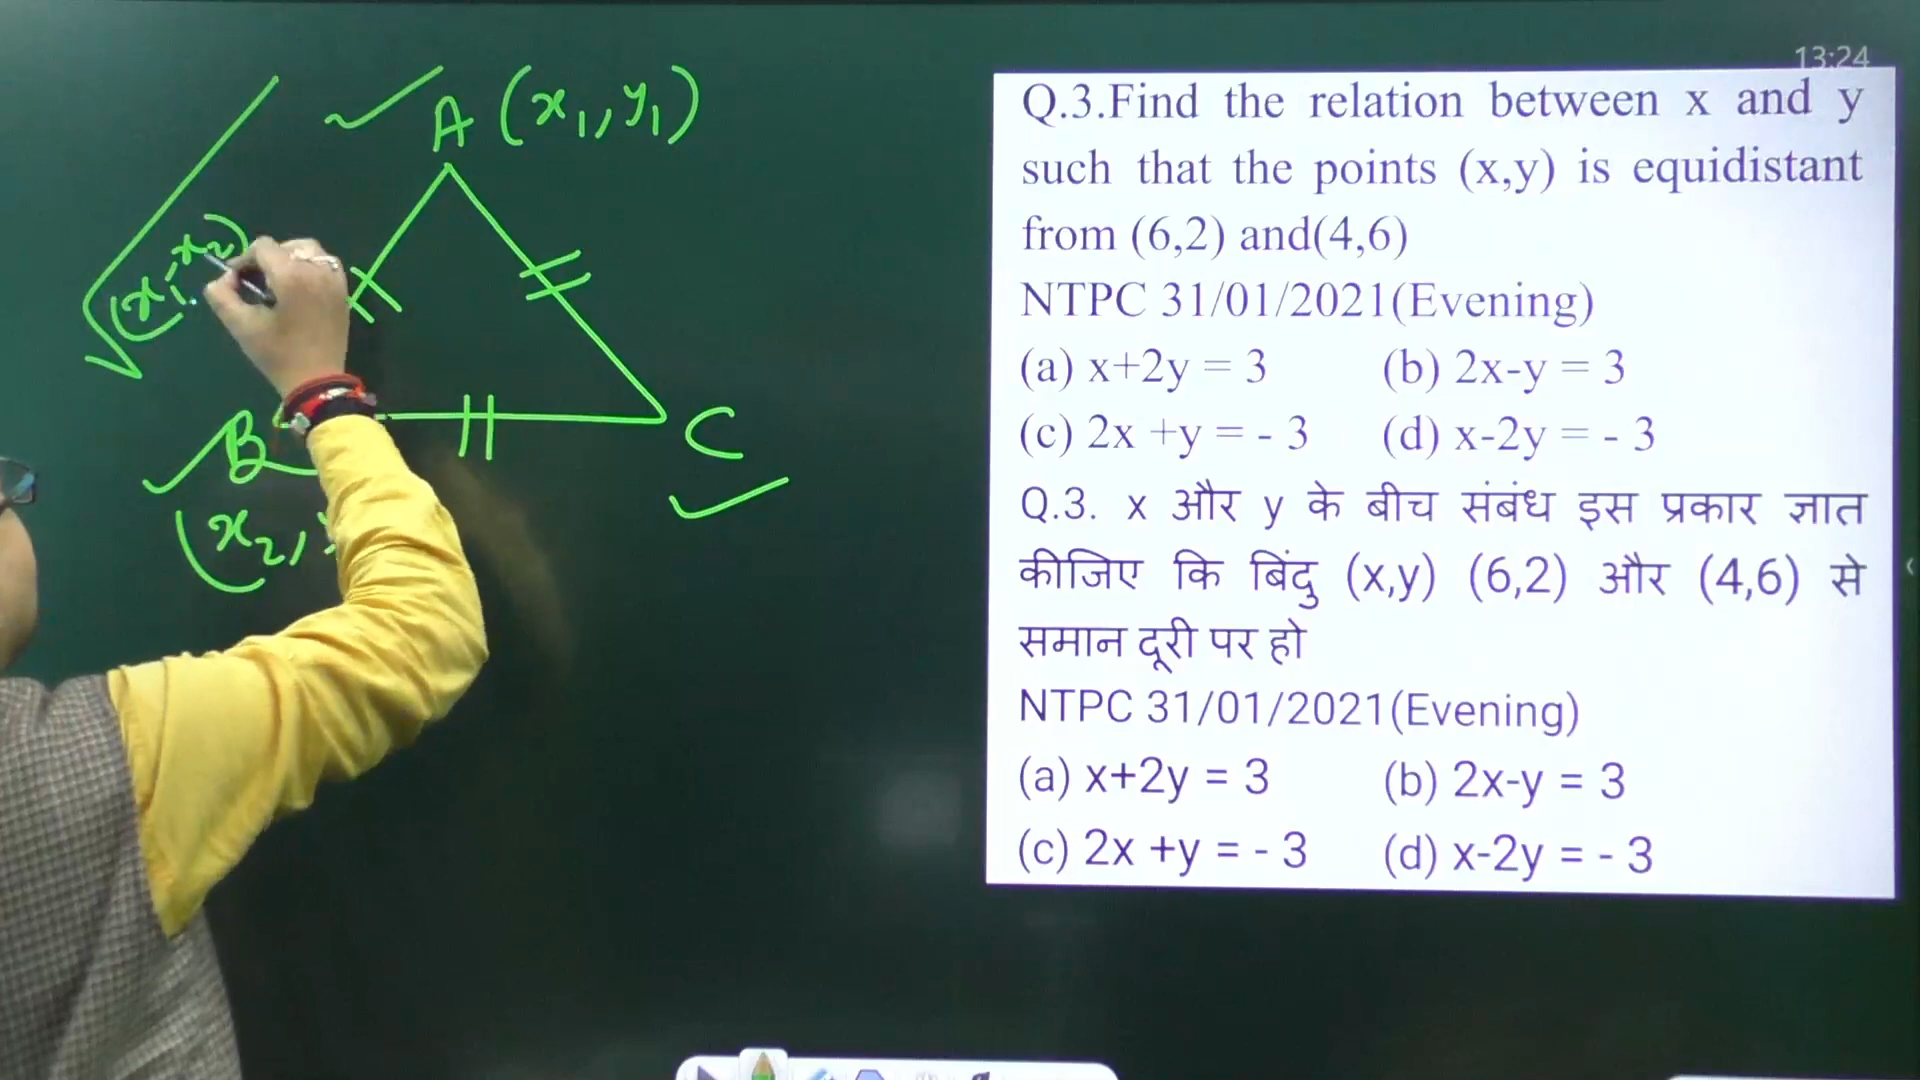 13:24
A (x₁, y₁)
(x₁-x₂)
B
C
(x₂,
Q.3.Find the relation between x and y
such that the points (x,y) is equidistant
from (6,2) and(4,6)
NTPC 31/01/2021(Evening)
(a) x+2y = 3 (b) 2x-y = 3
(c) 2x +y = - 3 (d) x-2y = - 3
Q.3. x और y के बीच संबंध इस प्रकार ज्ञात
कीजिए कि बिंदु (x,y) (6,2) और (4,6) से
समान दूरी पर हो
NTPC 31/01/2021(Evening)
(a) x+2y = 3 (b) 2x-y = 3
(c) 2x +y = - 3 (d) x-2y = - 3